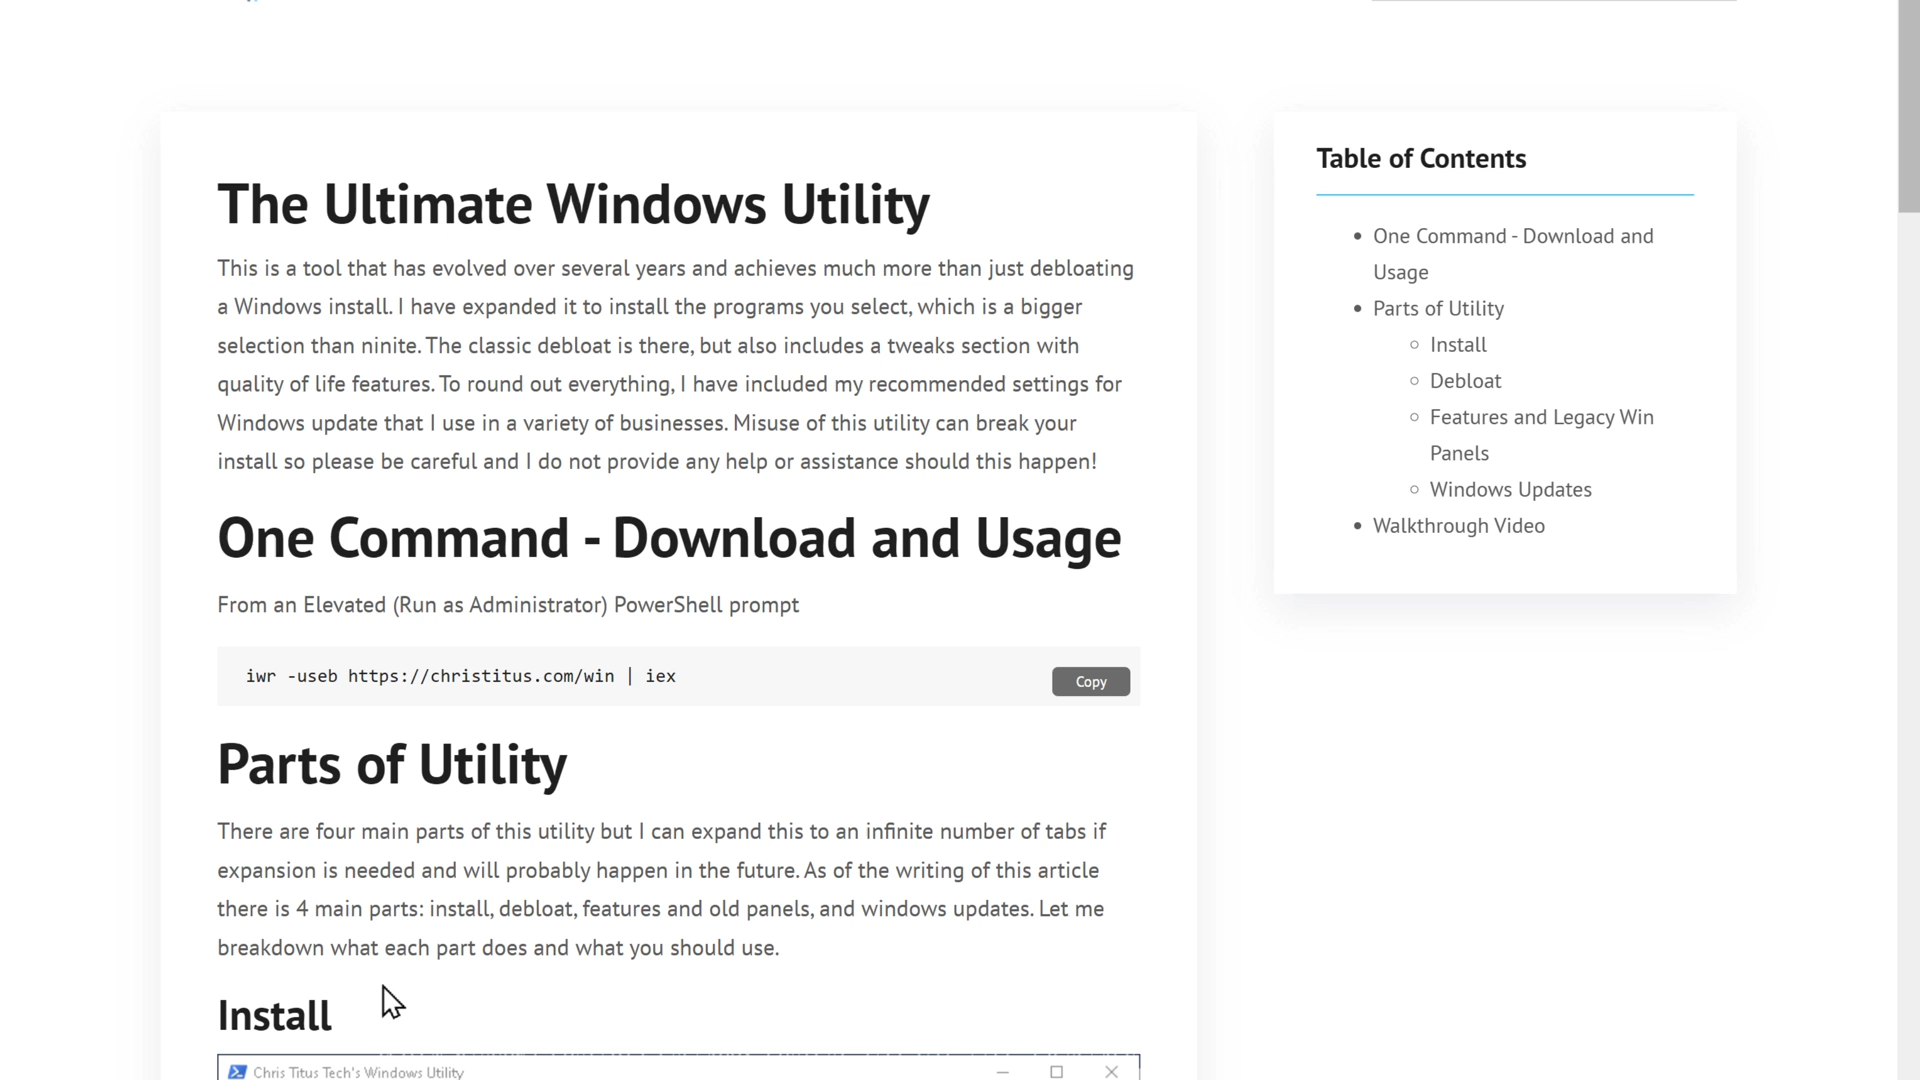 The Ultimate Windows Utility
This is a tool that has evolved over several years and achieves much more than just debloating
a Windows install. I have expanded it to install the programs you select, which is a bigger
selection than ninite. The classic debloat is there, but also includes a tweaks section with
quality of life features. To round out everything, I have included my recommended settings for
Windows update that I use in a variety of businesses. Misuse of this utility can break your
install so please be careful and I do not provide any help or assistance should this happen!
One Command - Download and Usage
From an Elevated (Run as Administrator) PowerShell prompt
iwr -useb https://christitus.com/win | iex
Copy
Parts of Utility
There are four main parts of this utility but I can expand this to an infinite number of tabs if
expansion is needed and will probably happen in the future. As of the writing of this article
there is 4 main parts: install, debloat, features and old panels, and windows updates. Let me
breakdown what each part does and what you should use.
Install
Chris Titus Tech's Windows Utility
Table of Contents
One Command - Download and
Usage
Parts of Utility
Install
Debloat
Features and Legacy Win
Panels
Windows Updates
Walkthrough Video